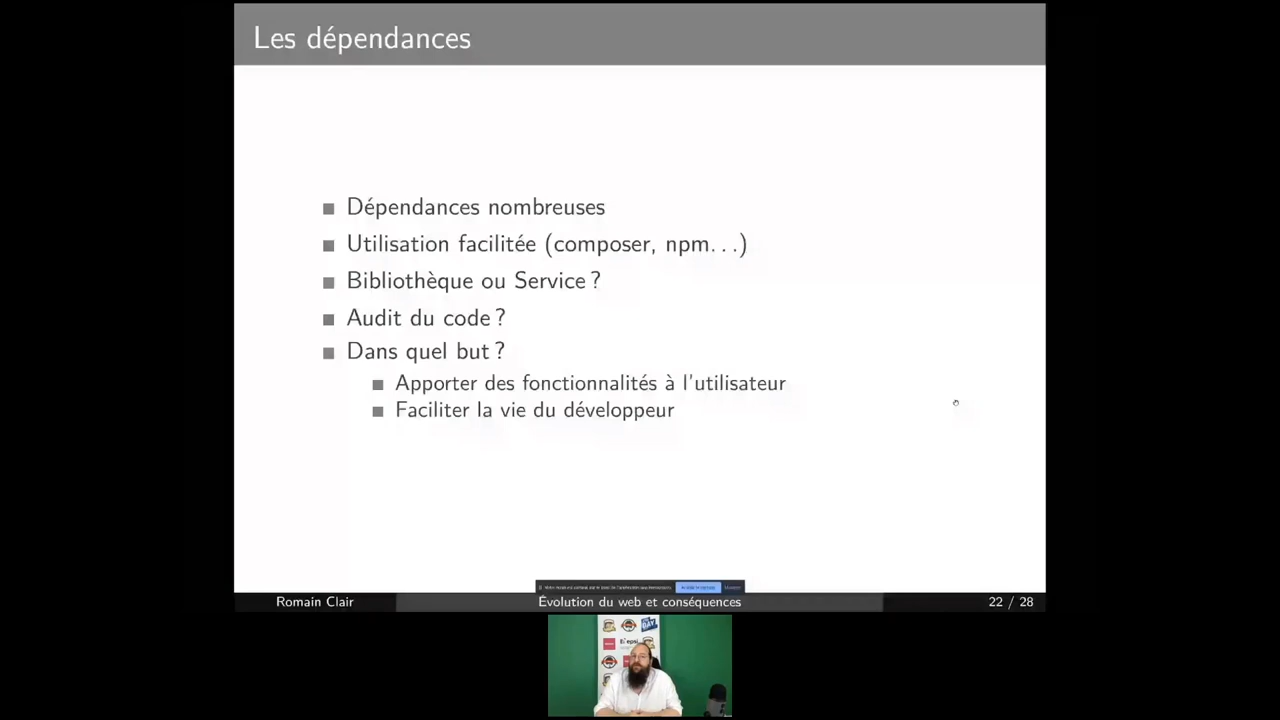 Les dépendances
Dépendances nombreuses
Utilisation facilitée (composer, npm...)
Bibliothèque ou Service ?
Audit du code ?
Dans quel but ?
Apporter des fonctionnalités à l'utilisateur
Faciliter la vie du développeur
Romain Clair
Évolution du web et conséquences
22 / 28
epsi